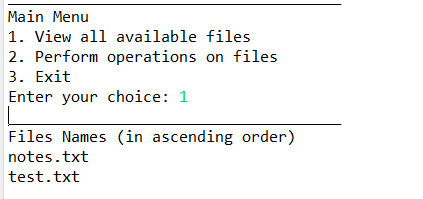 Main Menu
1. View all available files
2. Perform operations on files
3. Exit
Enter your choice: 1
Files Names (in ascending order)
notes.txt
test.txt